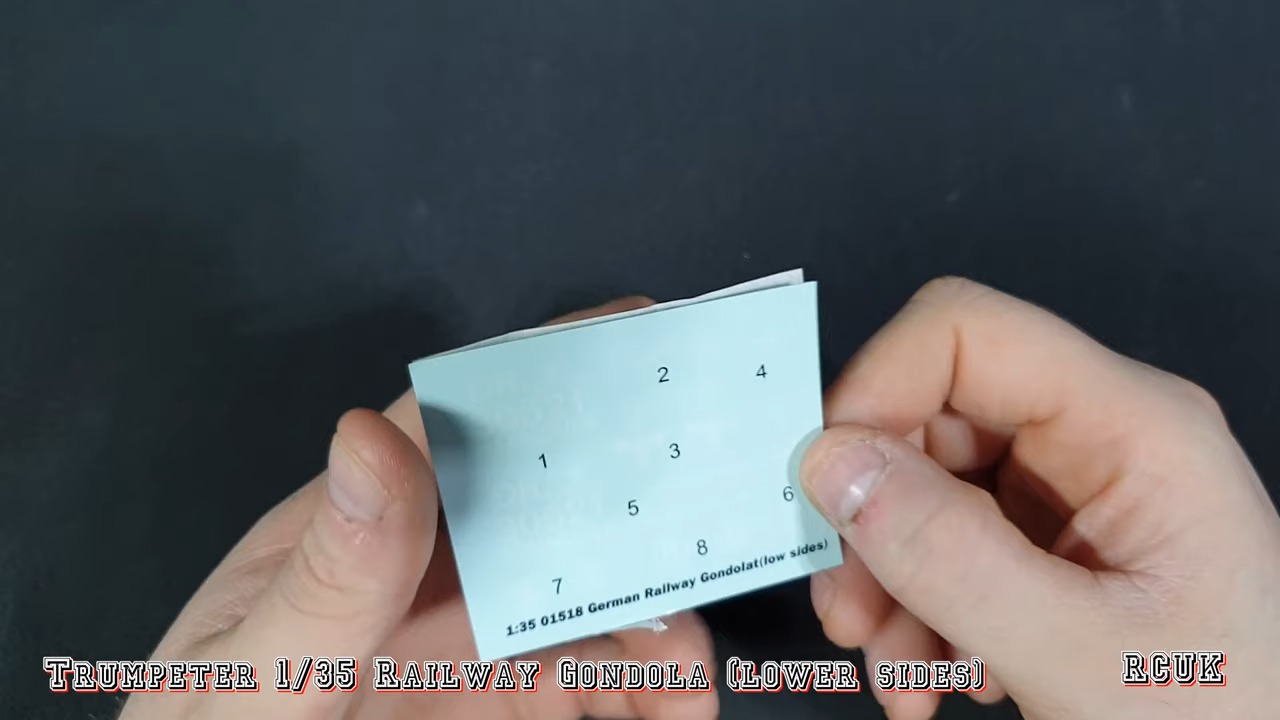 2 4
1 3
5 6
8
7
1:35 01518 German Railway Gondolat(low sides)
Trumpeter 1/35 Railway Gondola (lower sides)
RCUK